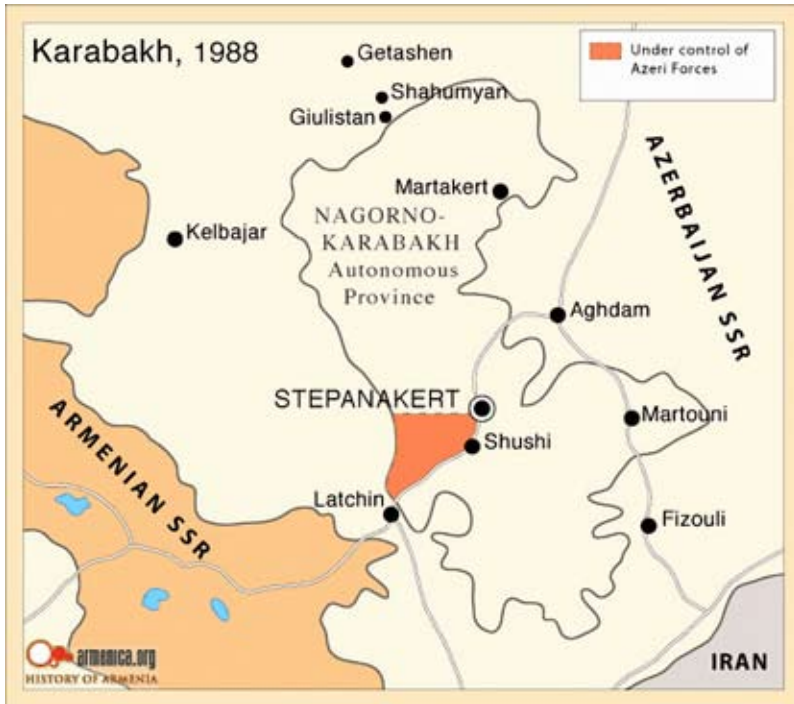 Karabakh, 1988
Under control of
Azeri Forces
Getashen
Shahumyan
Giulistan
Martakert
NAGORNO-
KARABAKH
Autonomous
Province
Kelbajar
AZERBAIJAN SSR
Aghdam
STEPANAKERT
Martouni
Shushi
ARMENIAN SSR
Latchin
Fizouli
IRAN
armenica.org
HISTORY OF ARMENIA